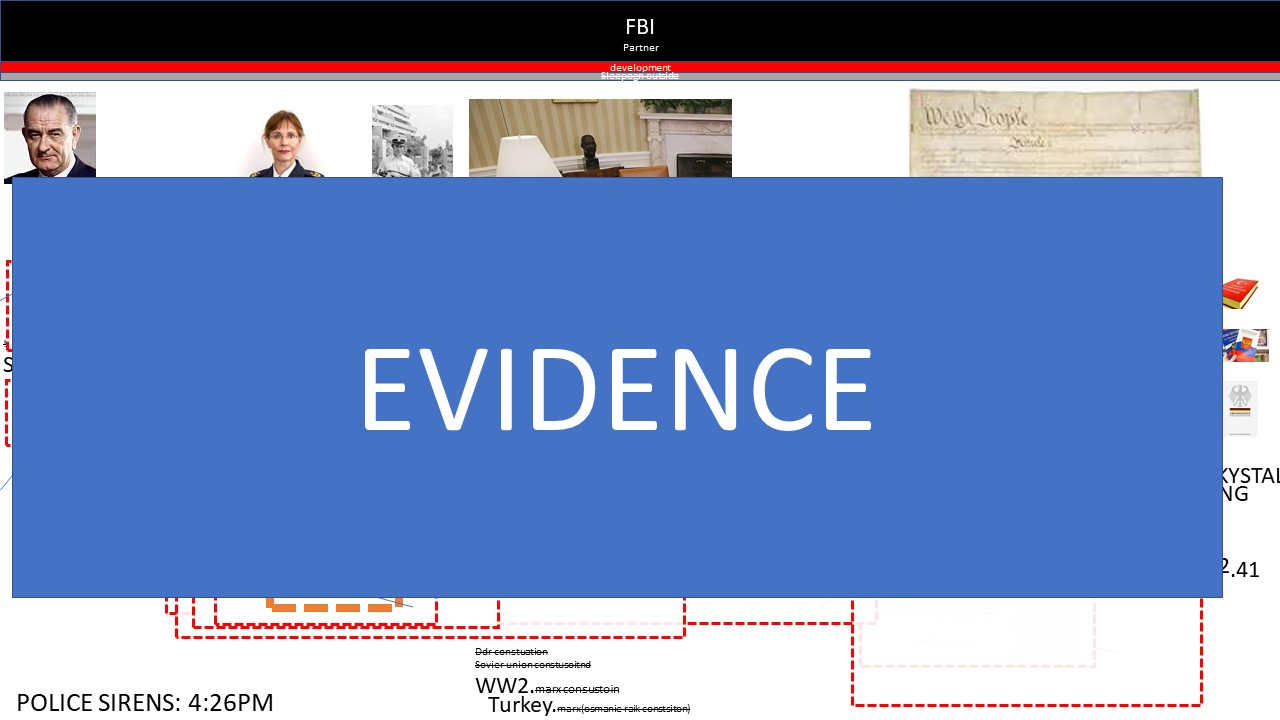 FBI
Partner
development
Sleepogn outside
We the People
Article
S
EVIDENCE
KYSTAL
NG
2.41
Ddr constuation
Sovier union constusoitnd
WW2.marx consustoin
Turkey.marx(osmanie raik constsiton)
POLICE SIRENS: 4:26PM